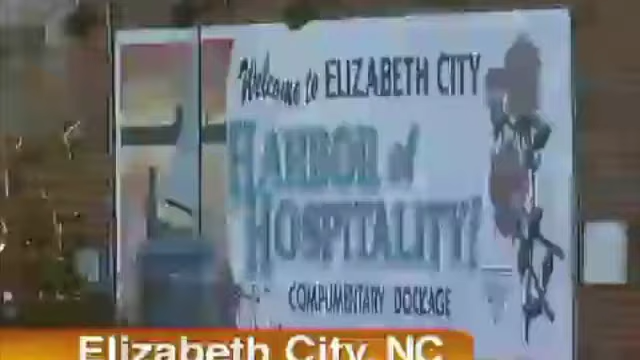 Welcome to ELIZABETH CITY
HARBOR of
HOSPITALITY!
COMPLIMENTARY DOCKAGE
Elizabeth City, NC